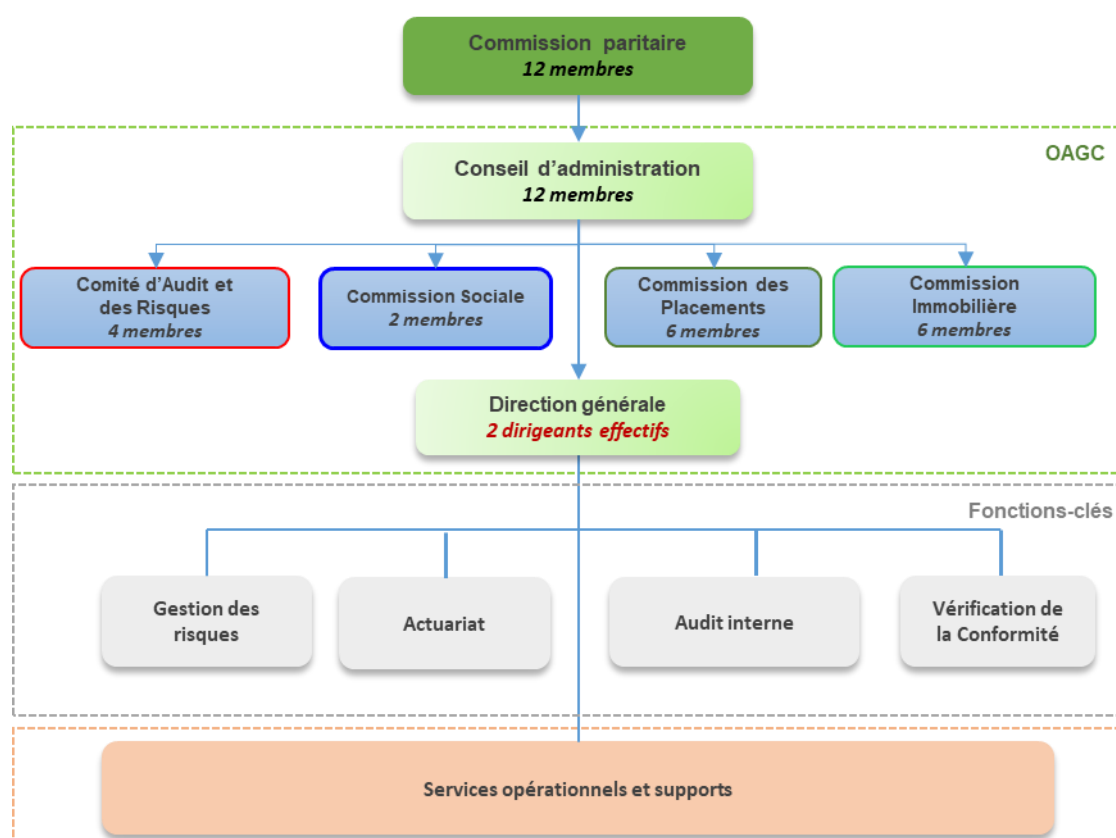 Commission paritaire
12 membres
OAGC
Conseil d’administration
12 membres
Comité d’Audit et
des Risques
4 membres
Commission Sociale
2 membres
Commission des
Placements
6 membres
Commission
Immobilière
6 membres
Direction générale
2 dirigeants effectifs
Fonctions-clés
Gestion des
risques
Actuariat
Audit interne
Vérification de
la Conformité
Services opérationnels et supports